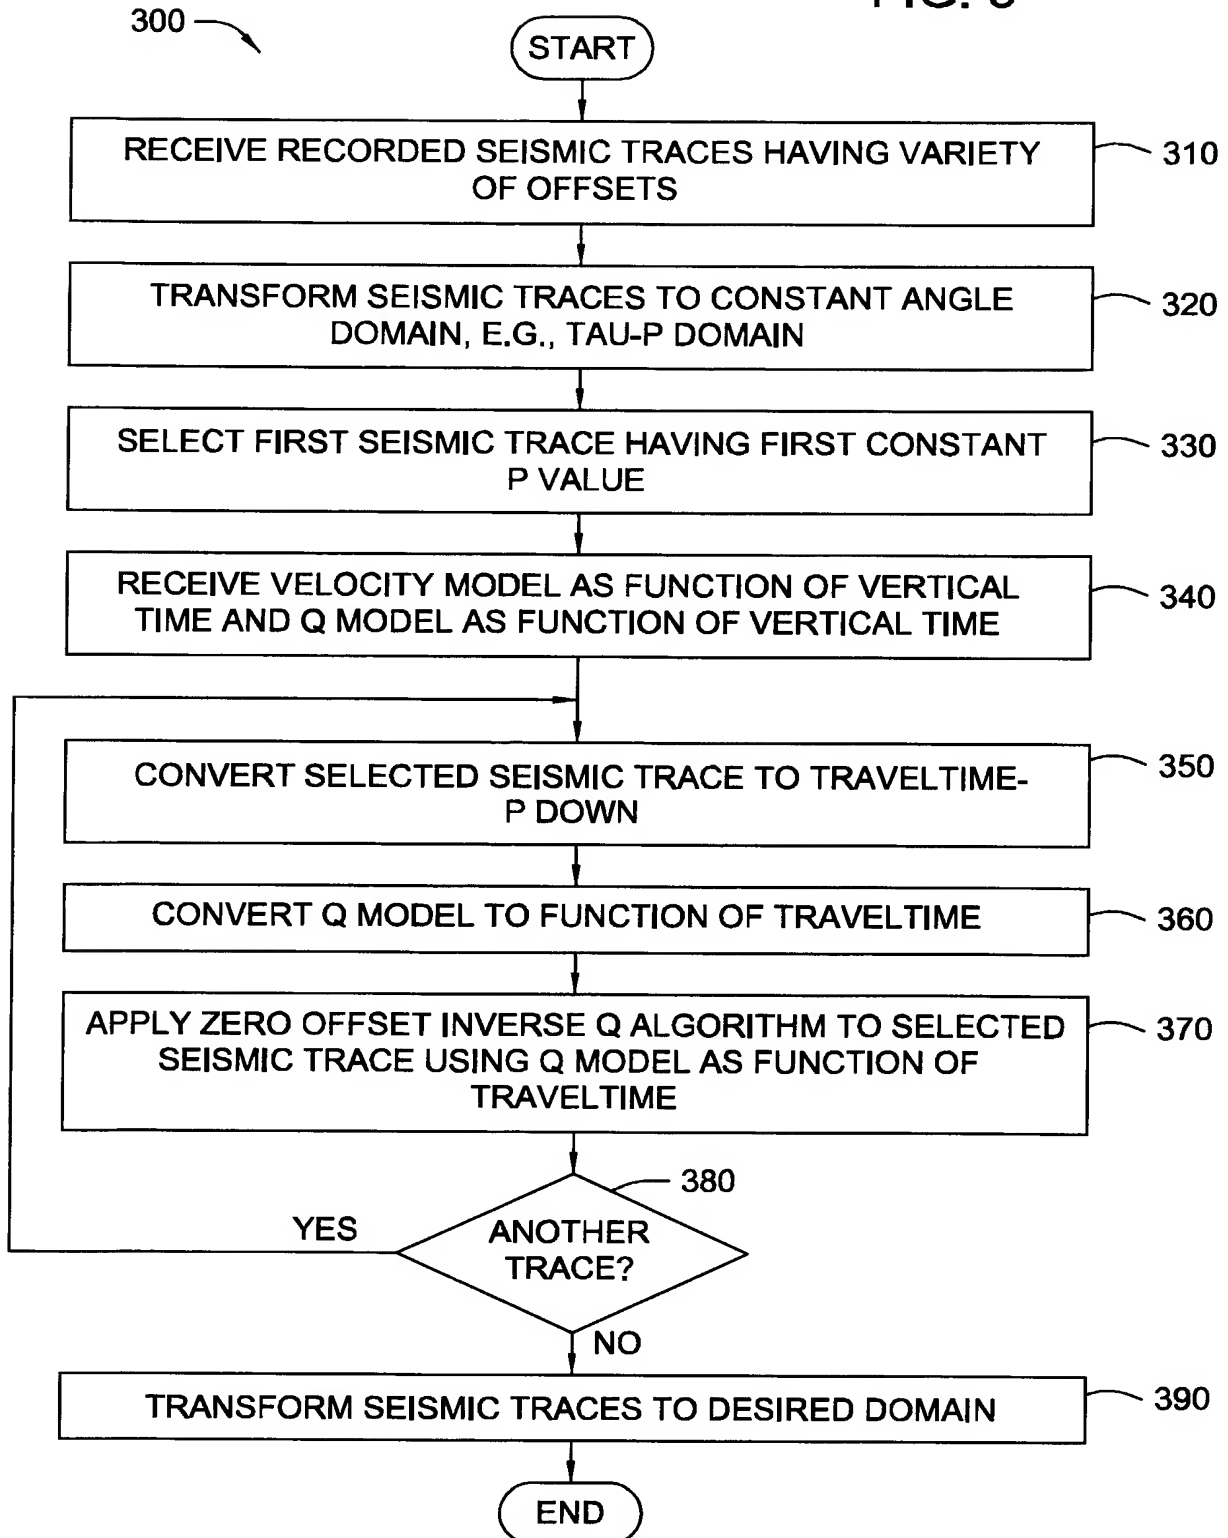 300
START
RECEIVE RECORDED SEISMIC TRACES HAVING VARIETY
OF OFFSETS
310
TRANSFORM SEISMIC TRACES TO CONSTANT ANGLE
DOMAIN, E.G., TAU-P DOMAIN
320
SELECT FIRST SEISMIC TRACE HAVING FIRST CONSTANT
P VALUE
330
RECEIVE VELOCITY MODEL AS FUNCTION OF VERTICAL
TIME AND Q MODEL AS FUNCTION OF VERTICAL TIME
340
CONVERT SELECTED SEISMIC TRACE TO TRAVELTIME-
P DOWN
350
CONVERT Q MODEL TO FUNCTION OF TRAVELTIME
360
APPLY ZERO OFFSET INVERSE Q ALGORITHM TO SELECTED
SEISMIC TRACE USING Q MODEL AS FUNCTION OF
TRAVELTIME
370
380
YES
ANOTHER
TRACE?
NO
TRANSFORM SEISMIC TRACES TO DESIRED DOMAIN
390
END